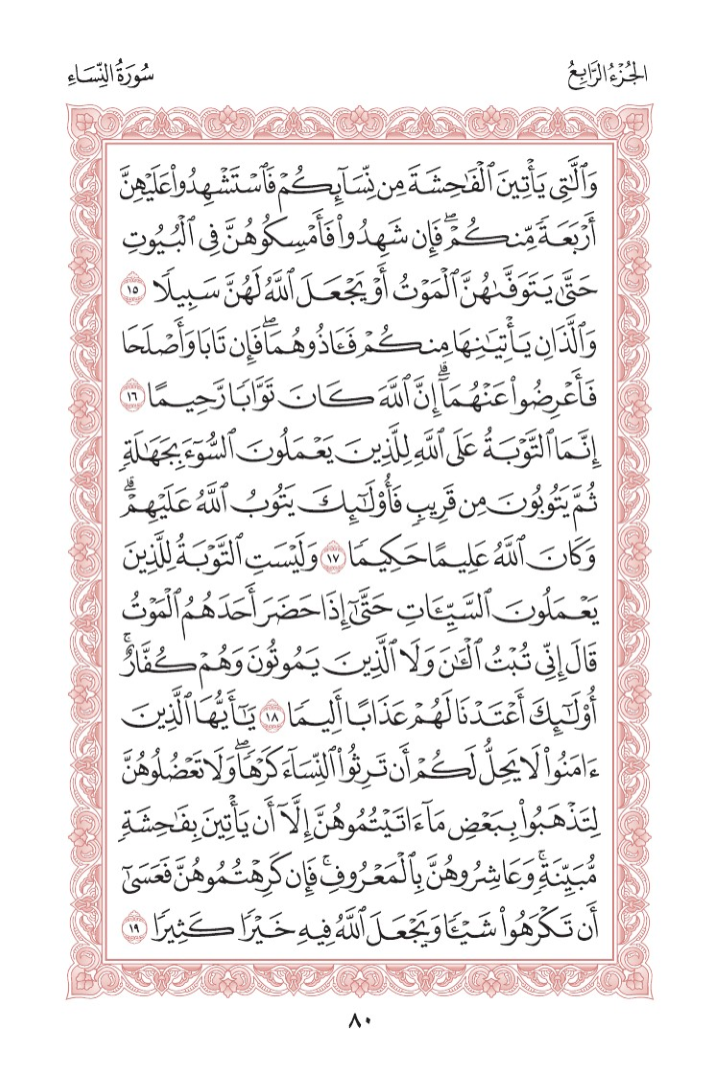 الجُزْءُ الرَّابِعُ
سُورَةُ النِّسَاءِ
وَٱلَّٰتِي يَأۡتِينَ ٱلۡفَٰحِشَةَ مِن نِّسَآئِكُمۡ فَٱسۡتَشۡهِدُواْ عَلَيۡهِنَّ
أَرۡبَعَةٗ مِّنكُمۡۖ فَإِن شَهِدُواْ فَأَمۡسِكُوهُنَّ فِي ٱلۡبُيُوتِ
حَتَّىٰ يَتَوَفَّىٰهُنَّ ٱلۡمَوۡتُ أَوۡ يَجۡعَلَ ٱللَّهُ لَهُنَّ سَبِيلٗا ١٥
وَٱلَّذَانِ يَأۡتِيَٰنِهَا مِنكُمۡ فَـَٔاذُوهُمَاۖ فَإِن تَابَا وَأَصۡلَحَا
فَأَعۡرِضُواْ عَنۡهُمَآۗ إِنَّ ٱللَّهَ كَانَ تَوَّابٗا رَّحِيمًا ١٦
إِنَّمَا ٱلتَّوۡبَةُ عَلَى ٱللَّهِ لِلَّذِينَ يَعۡمَلُونَ ٱلسُّوٓءَ بِجَهَٰلَةٖ
ثُمَّ يَتُوبُونَ مِن قَرِيبٖ فَأُوْلَٰٓئِكَ يَتُوبُ ٱللَّهُ عَلَيۡهِمۡۗ
وَكَانَ ٱللَّهُ عَلِيمًا حَكِيمٗا ١٧ وَلَيۡسَتِ ٱلتَّوۡبَةُ لِلَّذِينَ
يَعۡمَلُونَ ٱلسَّيِّـَٔاتِ حَتَّىٰٓ إِذَا حَضَرَ أَحَدَهُمُ ٱلۡمَوۡتُ
قَالَ إِنِّي تُبۡتُ ٱلۡـَٰٔنَ وَلَا ٱلَّذِينَ يَمُوتُونَ وَهُمۡ كُفَّارٌۚ
أُوْلَٰٓئِكَ أَعۡتَدۡنَا لَهُمۡ عَذَابًا أَلِيمٗا ١٨ يَٰٓأَيُّهَا ٱلَّذِينَ
ءَامَنُواْ لَا يَحِلُّ لَكُمۡ أَن تَرِثُواْ ٱلنِّسَآءَ كَرۡهٗاۖ وَلَا تَعۡضُلُوهُنَّ
لِتَذۡهَبُواْ بِبَعۡضِ مَآ ءَاتَيۡتُمُوهُنَّ إِلَّآ أَن يَأۡتِينَ بِفَٰحِشَةٖ
مُّبَيِّنَةٖۚ وَعَاشِرُوهُنَّ بِٱلۡمَعۡرُوفِۚ فَإِن كَرِهۡتُمُوهُنَّ فَعَسَىٰٓ
أَن تَكۡرَهُواْ شَيۡـٔٗا وَيَجۡعَلَ ٱللَّهُ فِيهِ خَيۡرٗا كَثِيرٗا ١٩
٨٠